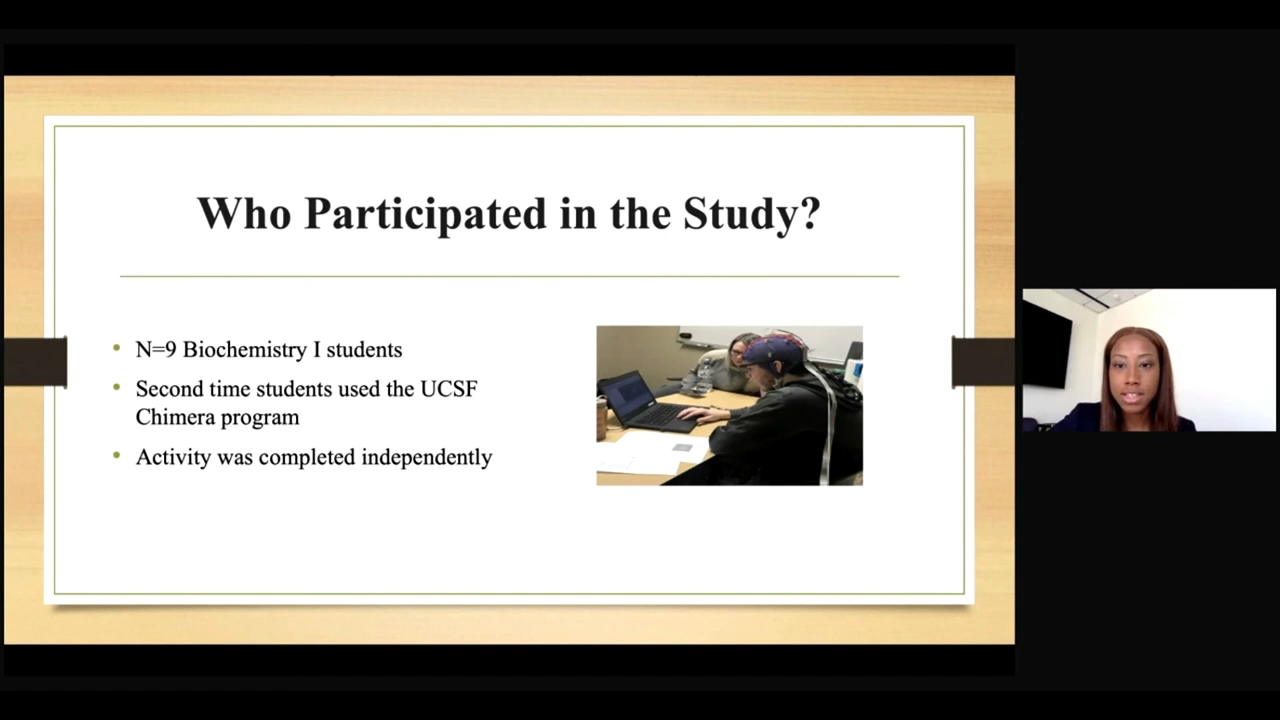 Who Participated in the Study?
N=9 Biochemistry I students
Second time students used the UCSF
Chimera program
Activity was completed independently